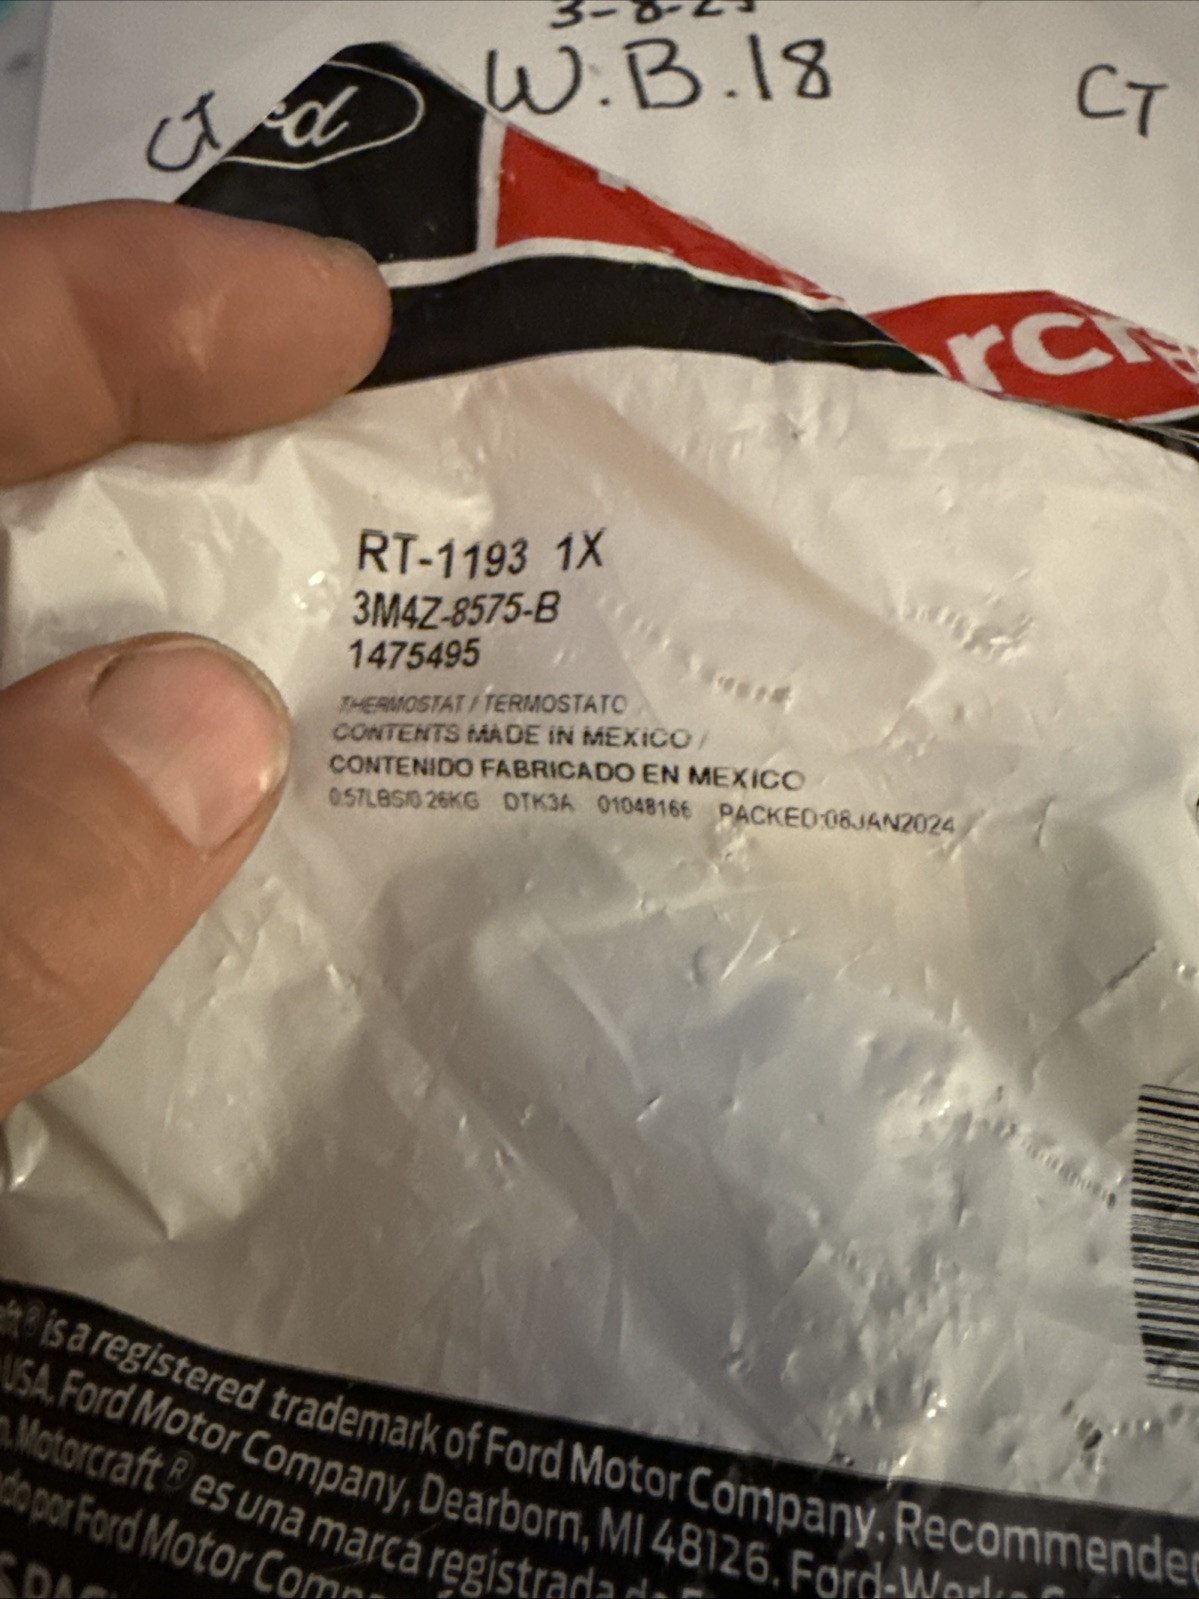 W.B.18
CT
CT
RT-1193 1X
3M4Z-8575-B
1475495
THERMOSTAT / TERMOSTATO
CONTENTS MADE IN MEXICO /
CONTENIDO FABRICADO EN MEXICO
0.57LBS/0.26KG DTK3A 01048166 PACKED:08JAN2024
® is a registered trademark of Ford Motor Company. Recommended
USA. Ford Motor Company, Dearborn, MI 48126.
Motorcraft® es una marca registrada de
por Ford Motor